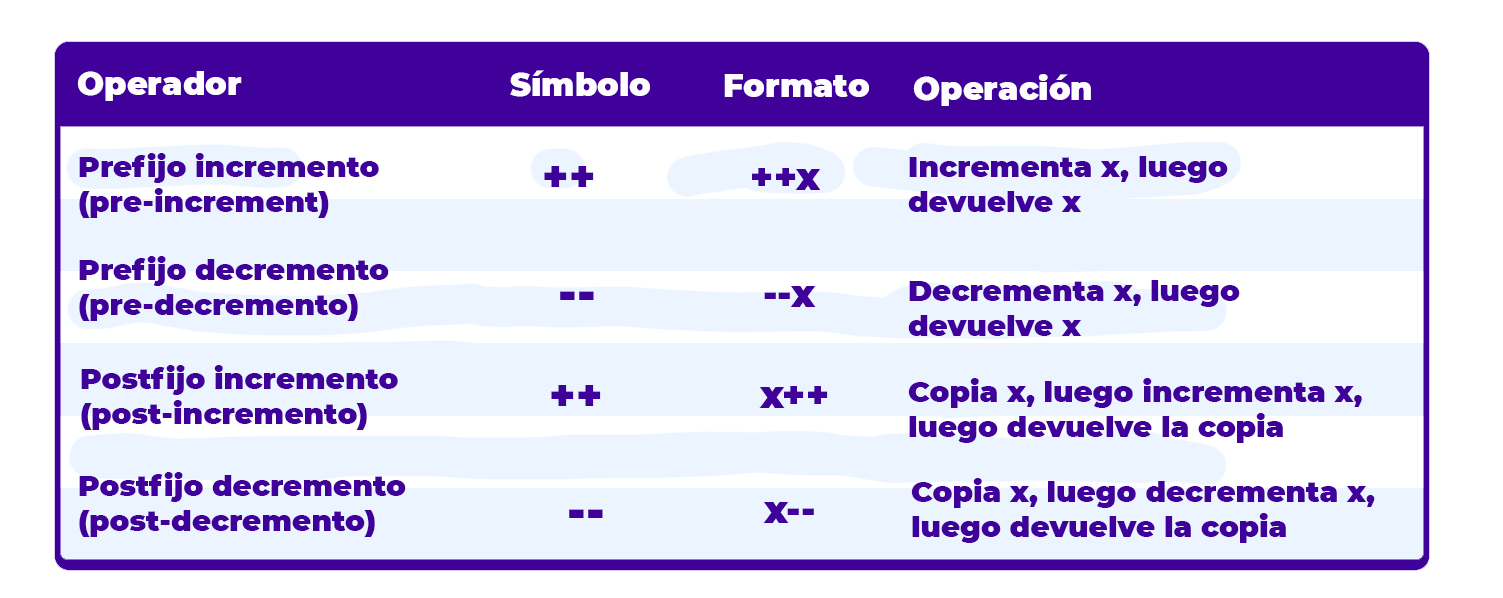 Operador Símbolo Formato Operación
Prefijo incremento
(pre-increment)
++
++x
Incrementa x, luego
devuelve x
Prefijo decremento
(pre-decremento)
--
--x
Decrementa x, luego
devuelve x
Postfijo incremento
(post-incremento)
++
x++
Copia x, luego incrementa x,
luego devuelve la copia
Postfijo decremento
(post-decremento)
--
x--
Copia x, luego decrementa x,
luego devuelve la copia